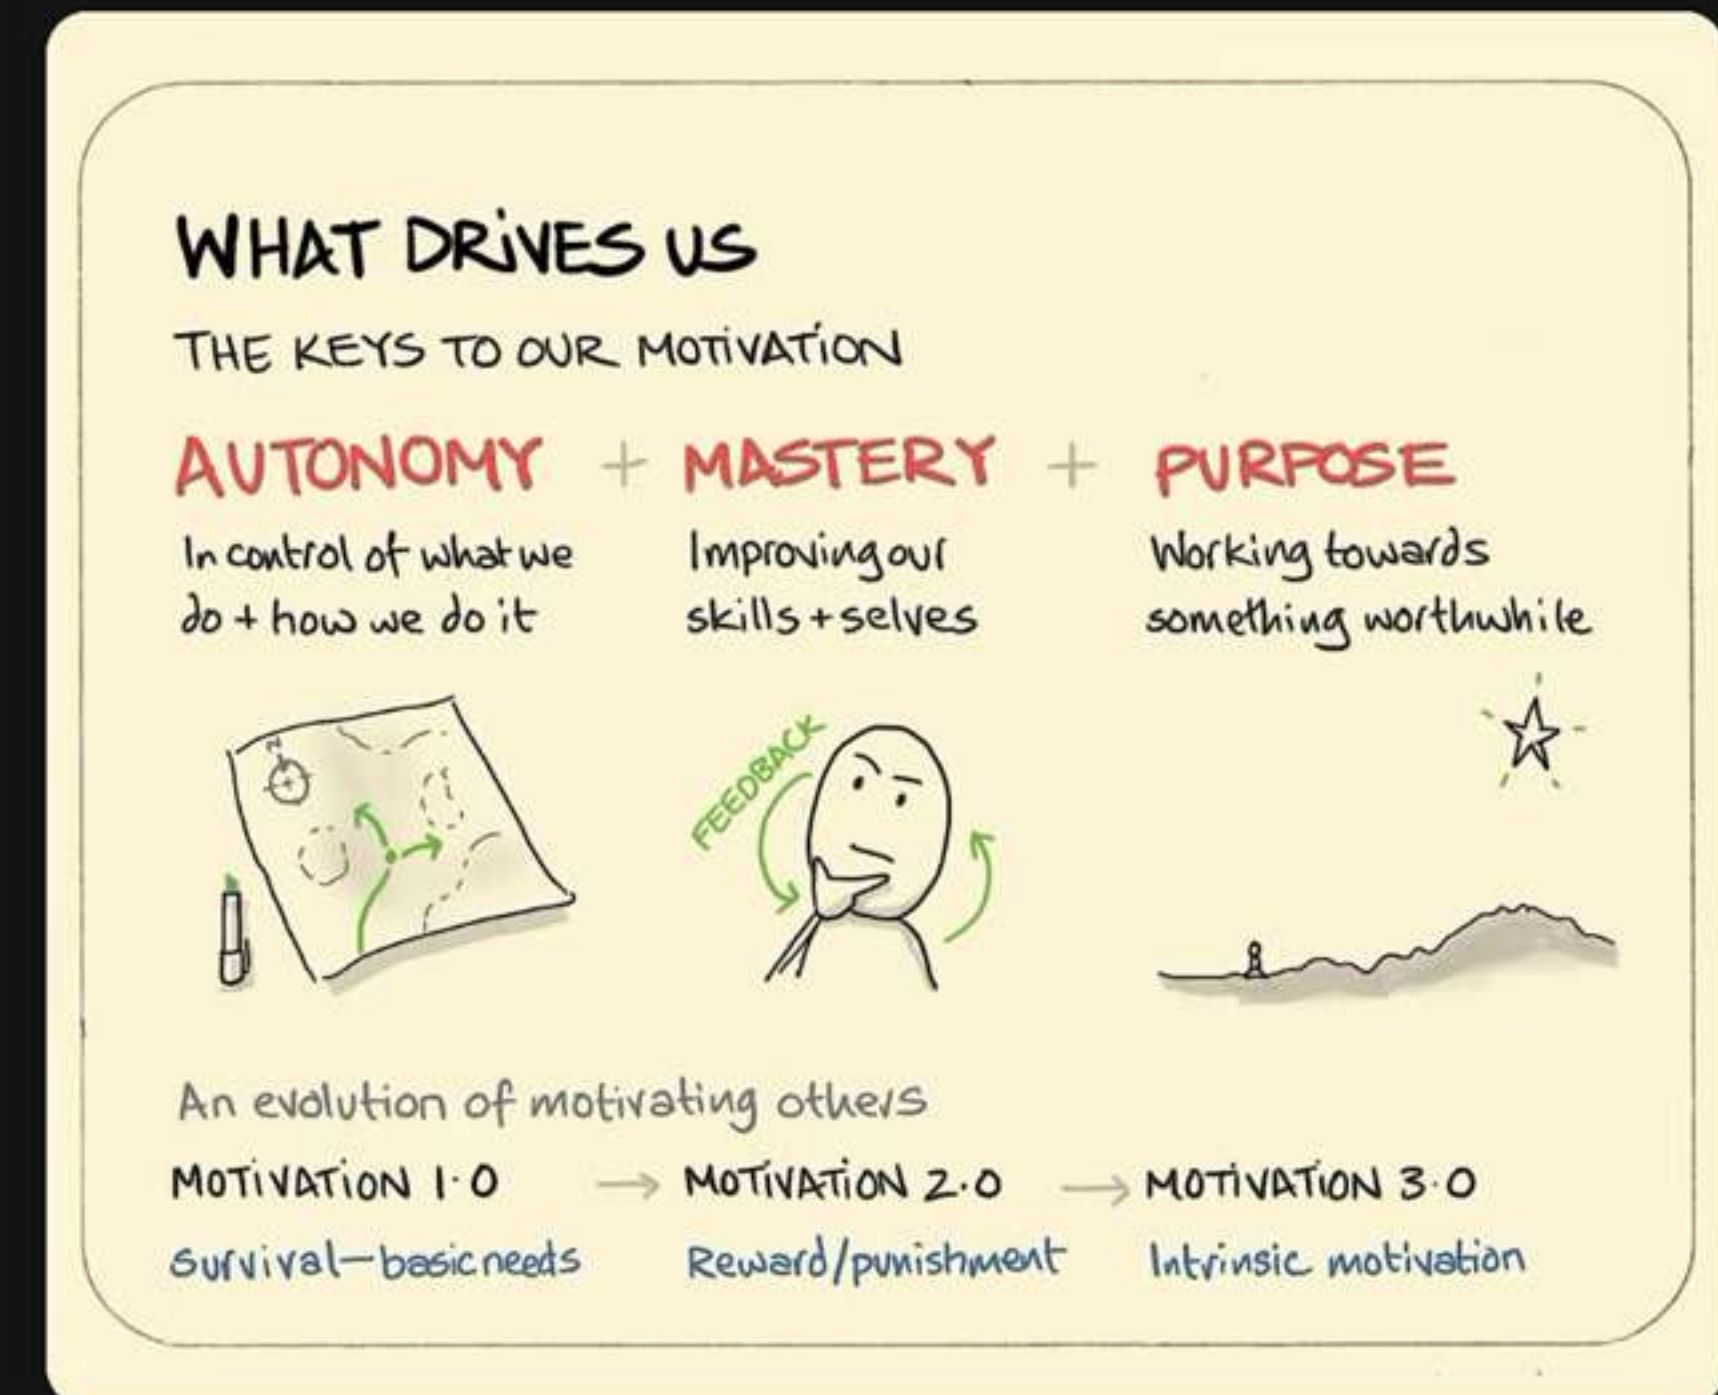 WHAT DRiVES US
THE KEYS TO OUR MOTiVATiON
AUTONOMY + MASTERY + PURPOSE
In control of what we
do + how we do it
Improving our
skills + selves
Working towards
something worthwhile
N
FEEDBACK
An evolution of motivating others
MOTiVATiON 1.0 → MOTiVATiON 2.0 → MOTiVATiON 3.0
Survival – basic needs
Reward/punishment
Intrinsic motivation